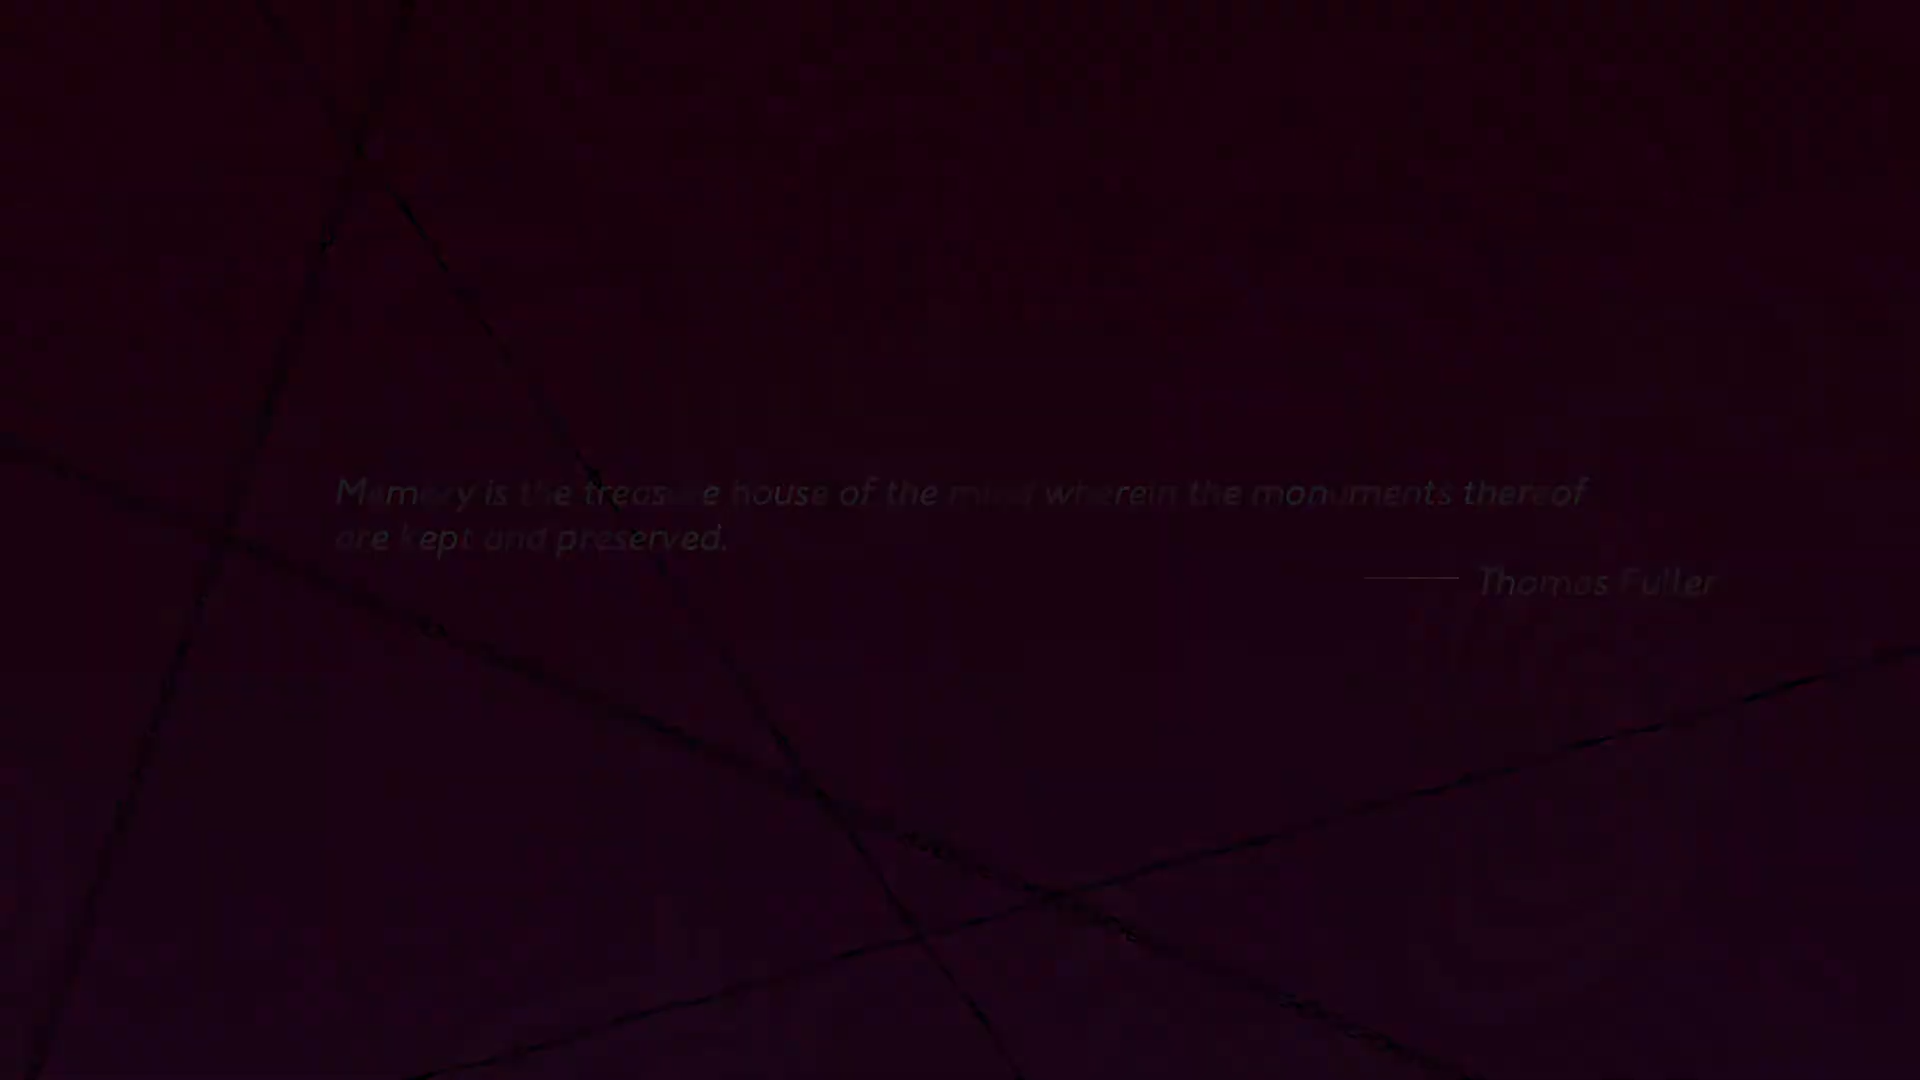 Memory is the treasure house of the mind wherein the monuments thereof
are kept and preserved.
Thomas Fuller